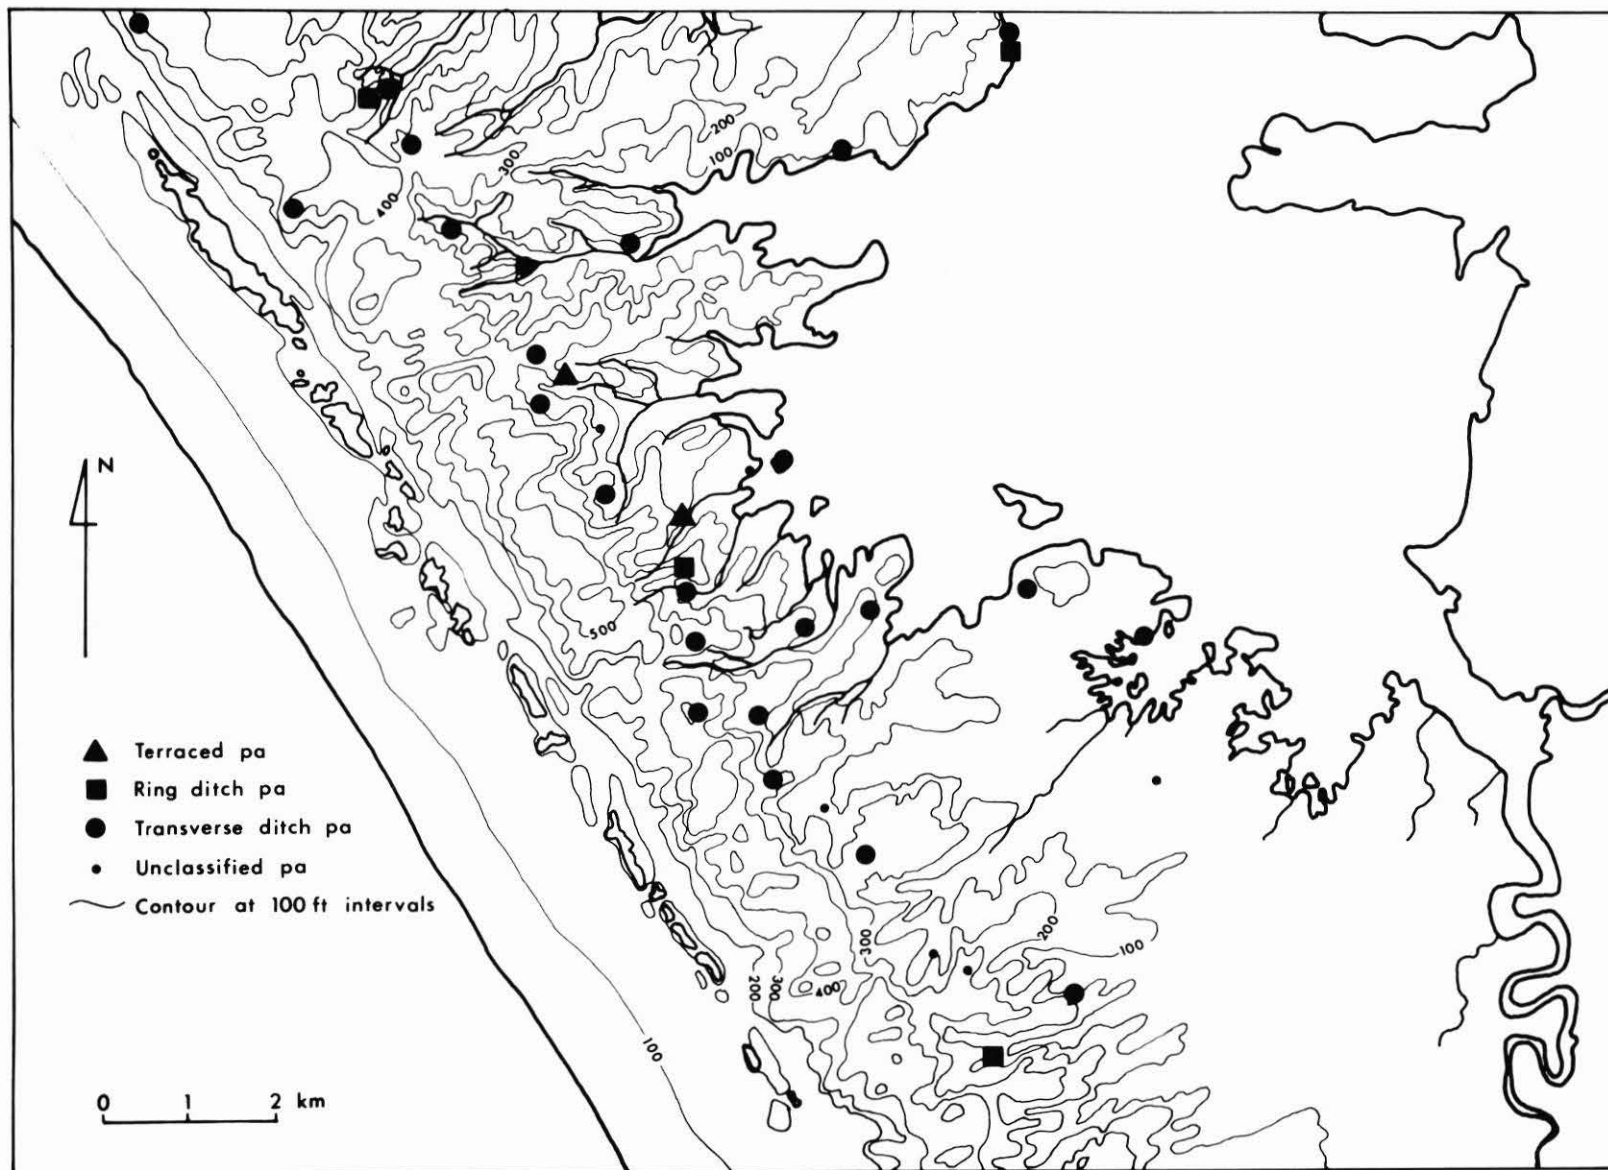 200
100
300
400
N
500
Terraced pa
Ring ditch pa
Transverse ditch pa
Unclassified pa
Contour at 100 ft intervals
200
300
100
200
300
400
100
0 1 2 km